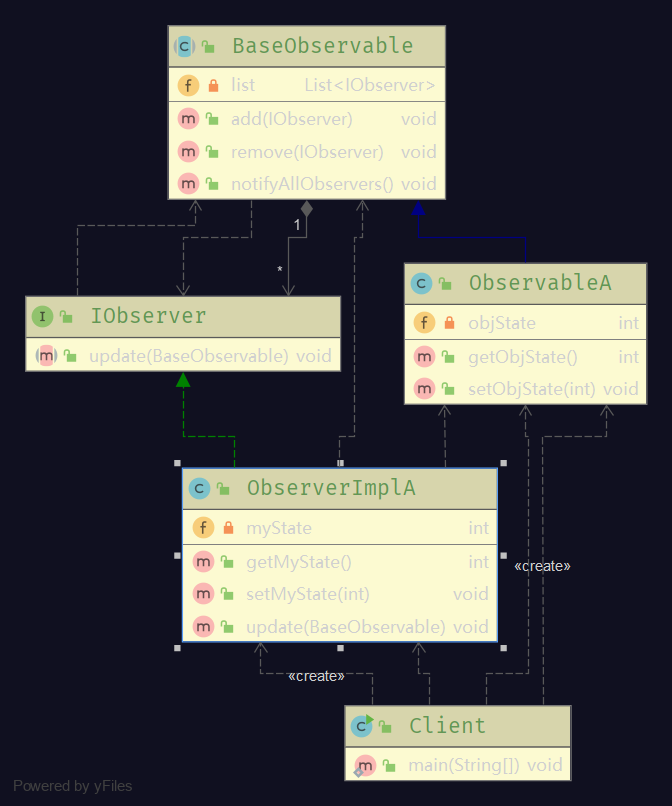 BaseObservable
list List<IObserver>
add(IObserver) void
remove(IObserver) void
notifyAllObservers() void
1
*
IObserver
update(BaseObservable) void
ObservableA
objState int
getObjState() int
setObjState(int) void
ObserverImplA
myState int
getMyState() int
setMyState(int) void
update(BaseObservable) void
«create»
«create»
Client
main(String[]) void
Powered by yFiles